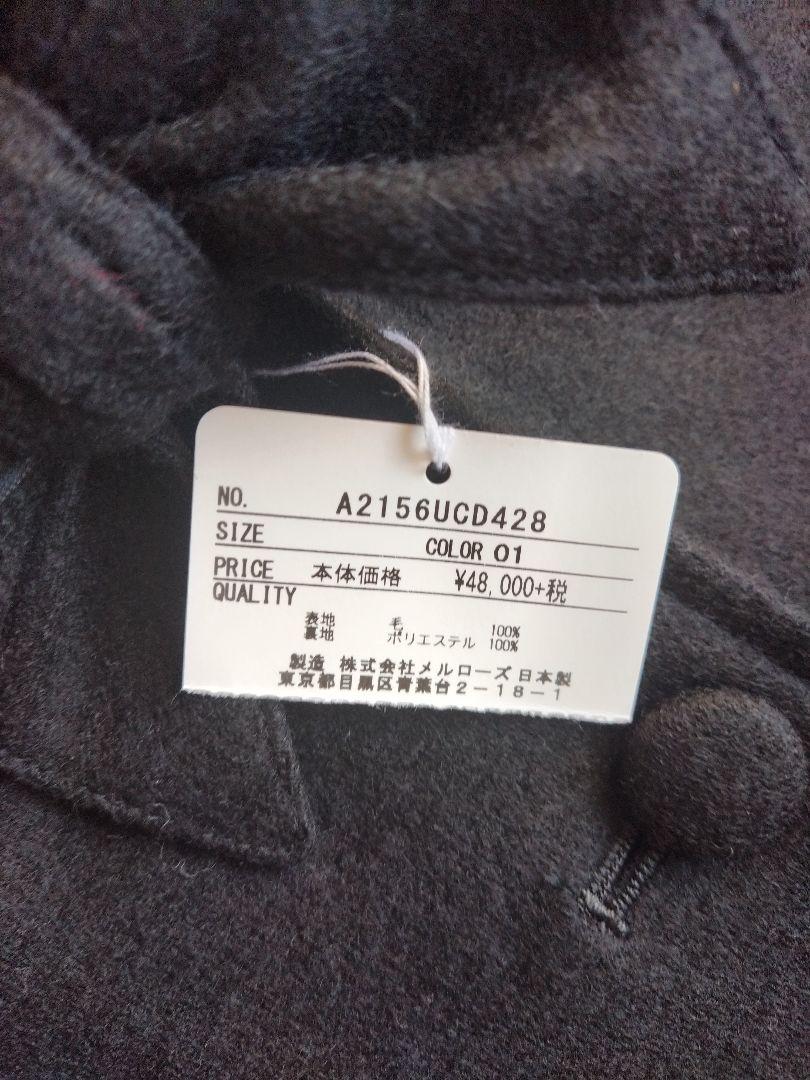 NO. A2156UCD428
SIZE COLOR 01
PRICE 本体価格 ¥48,000+税
QUALITY
表地 毛 100%
裏地 ポリエステル 100%
製造 株式会社メルローズ 日本製
東京都目黒区青葉台2-18-1